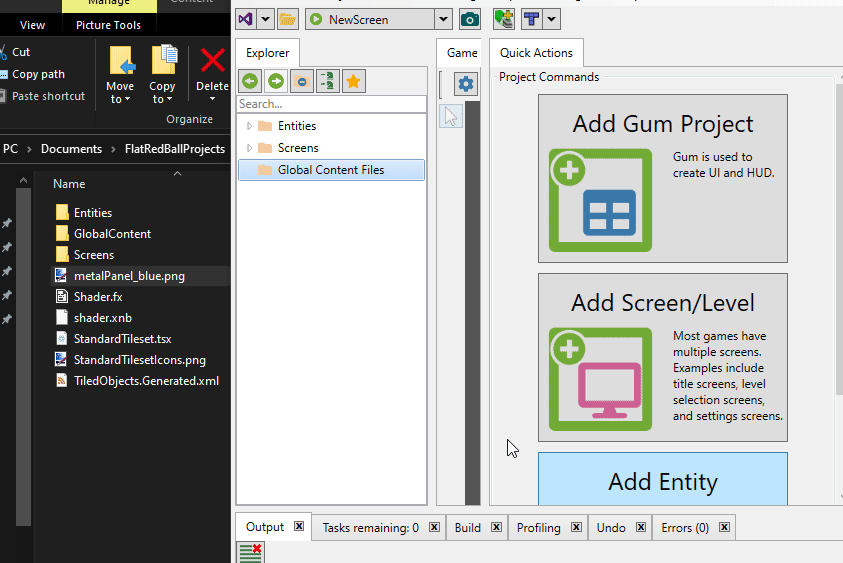 Manage
Content
View
Picture Tools
Cut
Copy path
Paste shortcut
Move
to
Copy
to
Delete
Organize
PC > Documents > FlatRedBallProjects
Name
Entities
GlobalContent
Screens
metalPanel_blue.png
Shader.fx
shader.xnb
StandardTileset.tsx
StandardTilesetIcons.png
TiledObjects.Generated.xml
NewScreen
Explorer
Search...
Entities
Screens
Global Content Files
Game
Quick Actions
Project Commands
Add Gum Project
Gum is used to
create UI and HUD.
Add Screen/Level
Most games have
multiple screens.
Examples include
title screens, level
selection screens,
and settings screens.
Add Entity
Output
Tasks remaining: 0
Build
Profiling
Undo
Errors (0)